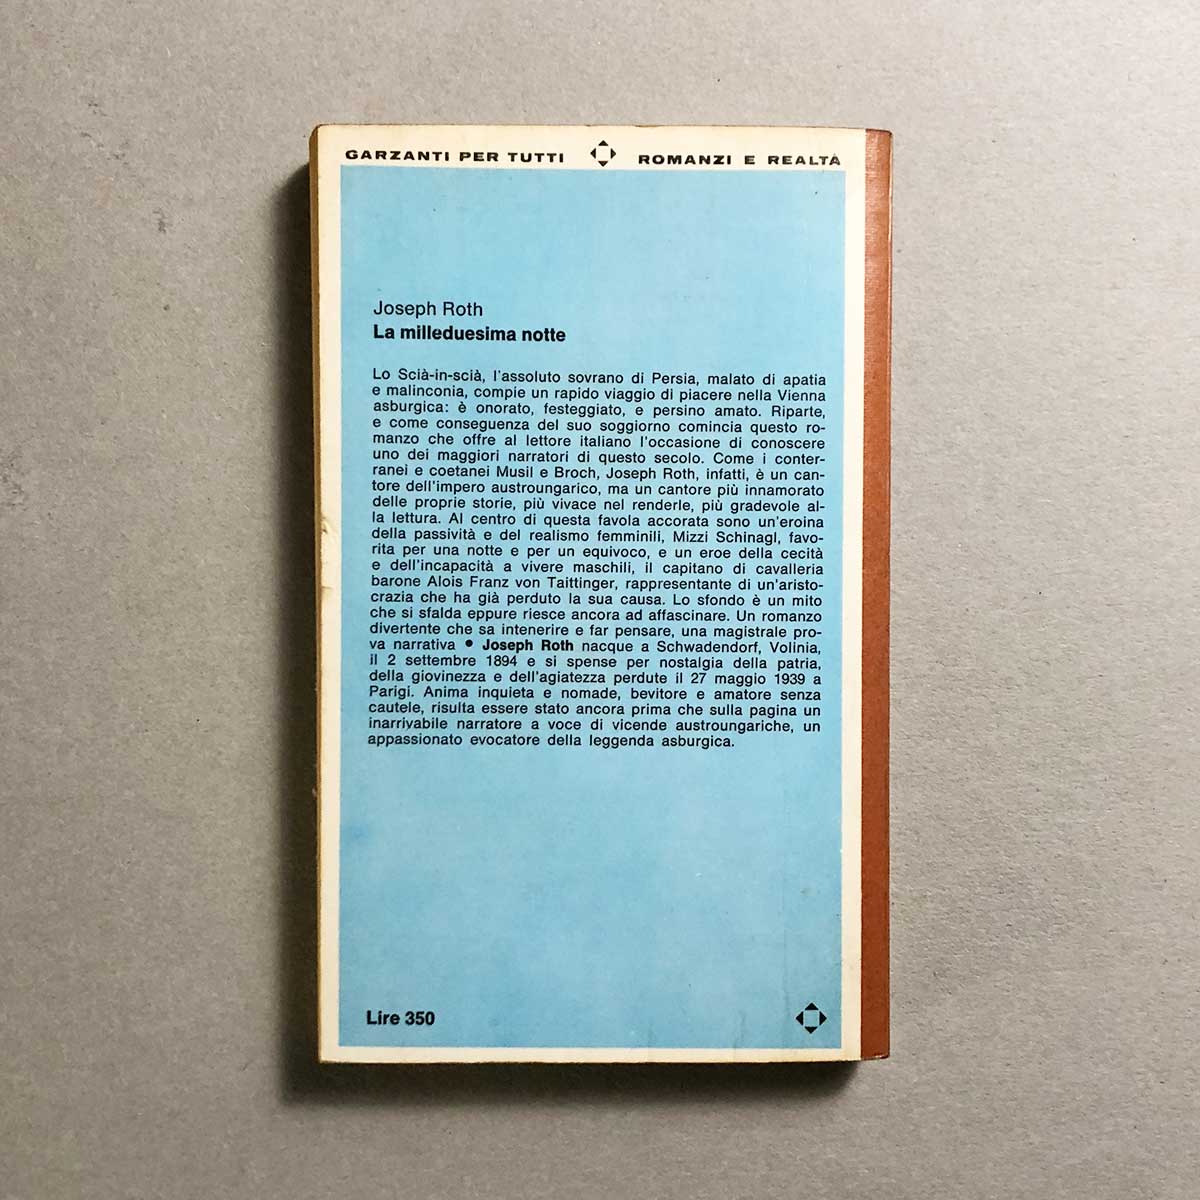 GARZANTI PER TUTTI ROMANZI E REALTÀ
Joseph Roth
La milleduesima notte
Lo Scià-in-scià, l'assoluto sovrano di Persia, malato di apatia
e malinconia, compie un rapido viaggio di piacere nella Vienna
asburgica: è onorato, festeggiato, e persino amato. Riparte,
e come conseguenza del suo soggiorno comincia questo ro-
manzo che offre al lettore italiano l'occasione di conoscere
uno dei maggiori narratori di questo secolo. Come i conter-
ranei e coetanei Musil e Broch, Joseph Roth, infatti, è un can-
tore dell'impero austroungarico, ma un cantore più innamorato
delle proprie storie, più vivace nel renderle, più gradevole al-
la lettura. Al centro di questa favola accorata sono un'eroina
della passività e del realismo femminili, Mizzi Schinagl, favo-
rita per una notte e per un equivoco, e un eroe della cecità
e dell'incapacità a vivere maschili, il capitano di cavalleria
barone Alois Franz von Taittinger, rappresentante di un'aristo-
crazia che ha già perduto la sua causa. Lo sfondo è un mito
che si sfalda eppure riesce ancora ad affascinare. Un romanzo
divertente che sa intenerire e far pensare, una magistrale pro-
va narrativa • Joseph Roth nacque a Schwadendorf, Volinia,
il 2 settembre 1894 e si spense per nostalgia della patria,
della giovinezza e dell'agiatezza perdute il 27 maggio 1939 a
Parigi. Anima inquieta e nomade, bevitore e amatore senza
cautele, risulta essere stato ancora prima che sulla pagina un
inarrivabile narratore a voce di vicende austroungariche, un
appassionato evocatore della leggenda asburgica.
Lire 350